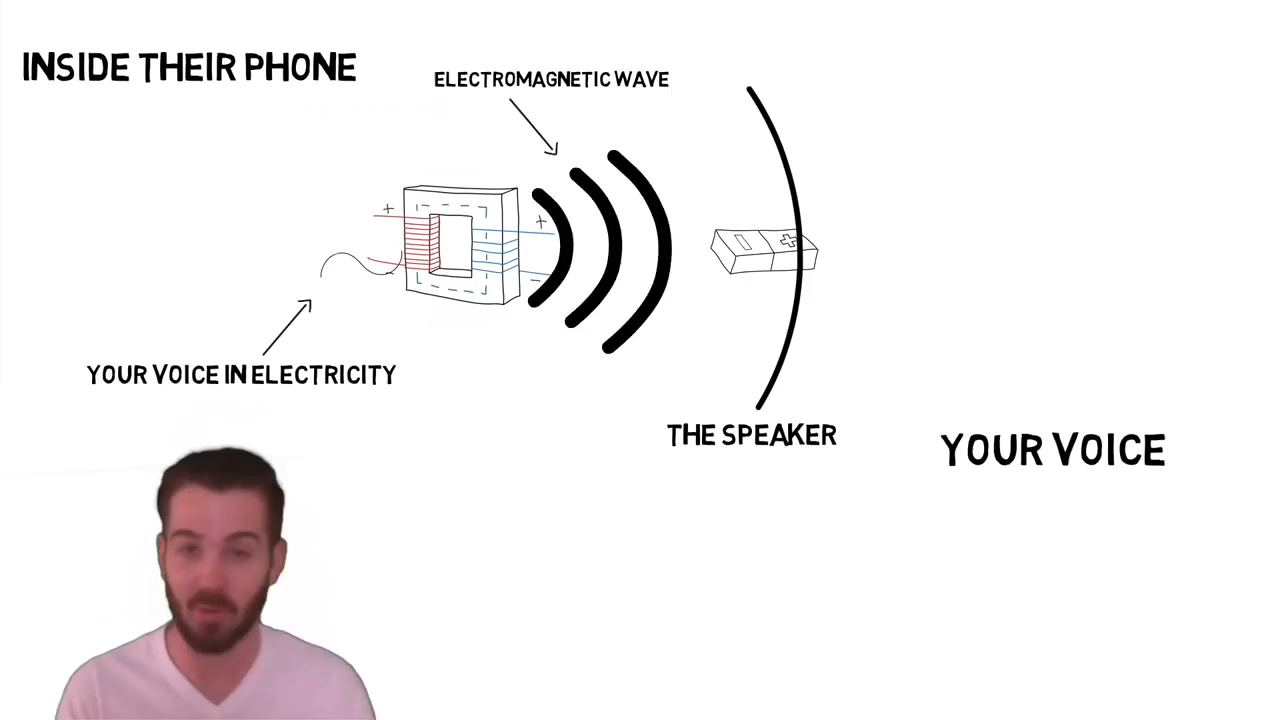 INSIDE THEIR PHONE
ELECTROMAGNETIC WAVE
+
+
-
-
YOUR VOICE IN ELECTRICITY
THE SPEAKER
YOUR VOICE